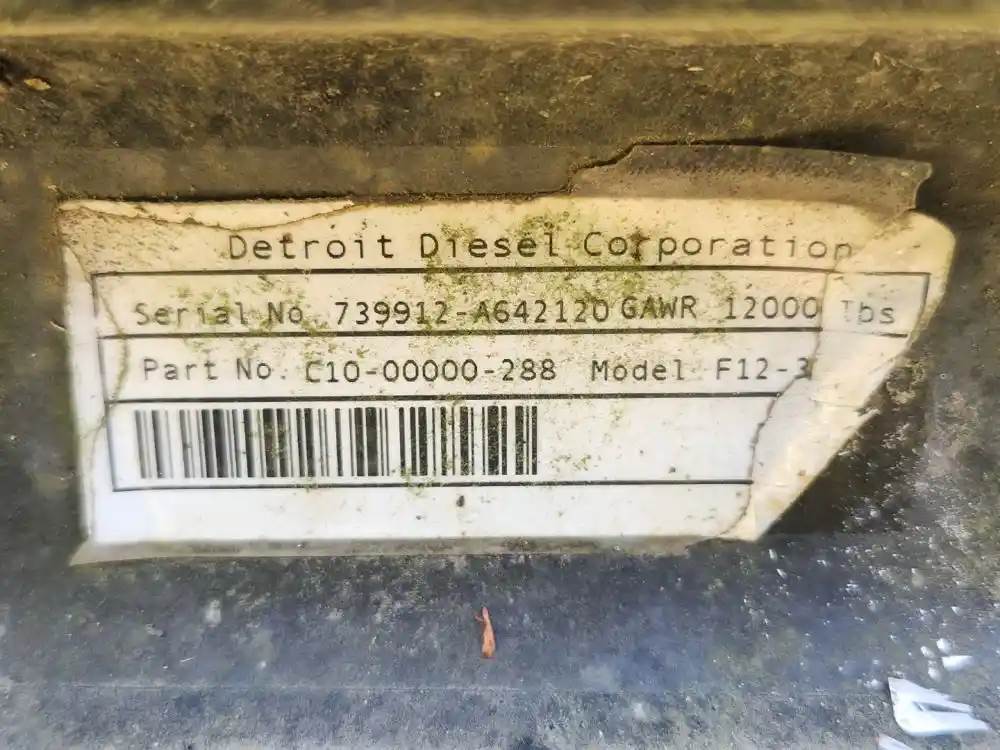 Detroit Diesel Corporation
Serial No. 739912-A642120 GAWR 12000 lbs
Part No. C10-00000-288 Model F12-3